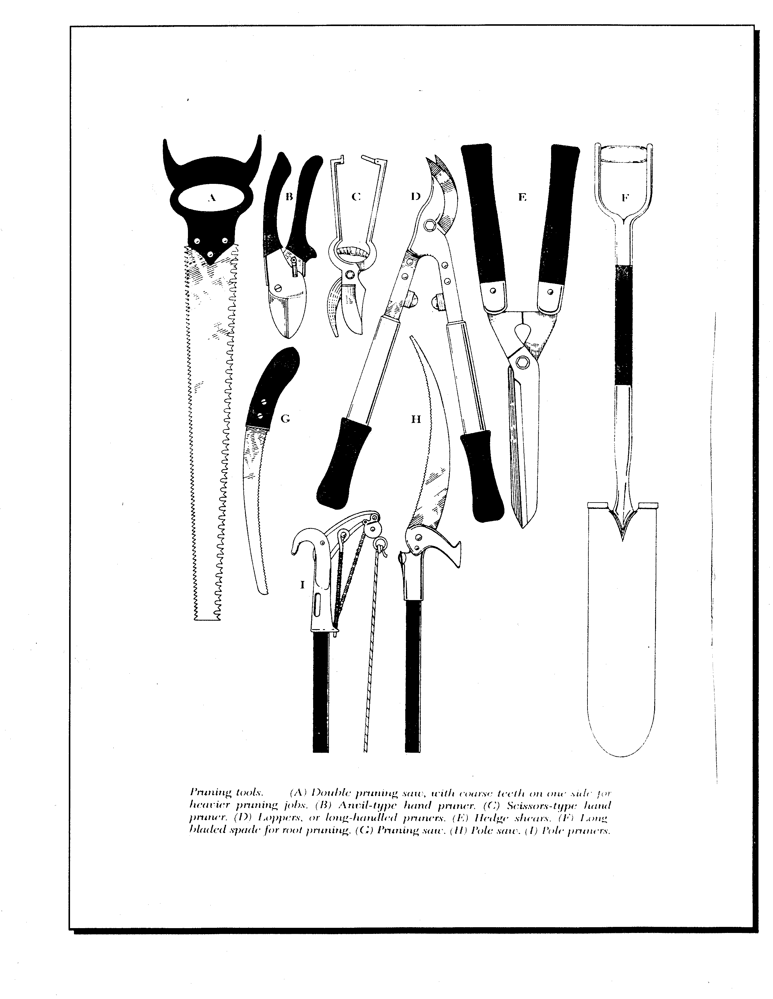 A
B
C
D
E
F
G
H
I
Pruning tools. (A) Double pruning saw, with coarse teeth on one side for
heavier pruning jobs. (B) Anvil-type hand pruner. (C) Scissors-type hand
pruner. (D) Loppers, or long-handled pruners. (E) Hedge shears. (F) Long
bladed spade for root pruning. (G) Pruning saw. (H) Pole saw. (I) Pole pruners.